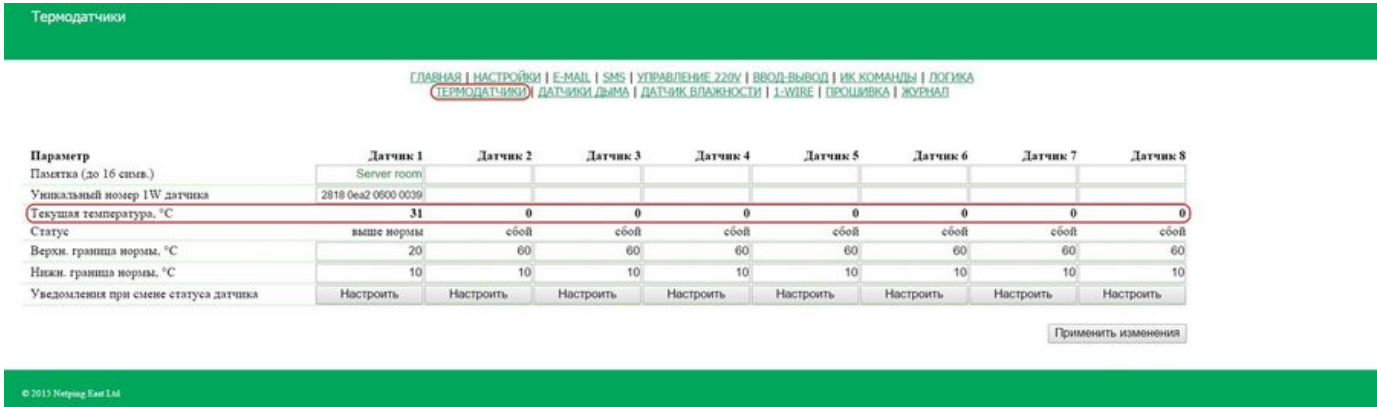 Термодатчики
ГЛАВНАЯ | НАСТРОЙКИ | E-MAIL | SMS | УПРАВЛЕНИЕ 220V | ВВОД-ВЫВОД | ИК КОМАНДЫ | ЛОГИКА
ТЕРМОДАТЧИКИ | ДАТЧИКИ ДЫМА | ДАТЧИК ВЛАЖНОСТИ | 1-WIRE | ПРОШИВКА | ЖУРНАЛ
Параметр Датчик 1 Датчик 2 Датчик 3 Датчик 4 Датчик 5 Датчик 6 Датчик 7 Датчик 8
Памятка (до 16 симв.) Server room
Уникальный номер 1W датчика 2818 0ea2 0600 0039
Текущая температура, °C 31 0 0 0 0 0 0 0
Статус выше нормы сбой сбой сбой сбой сбой сбой сбой
Верхн. граница нормы, °C 20 60 60 60 60 60 60 60
Нижн. граница нормы, °C 10 10 10 10 10 10 10 10
Уведомления при смене статуса датчика Настроить Настроить Настроить Настроить Настроить Настроить Настроить Настроить
Применить изменения
© 2015 Netping East Ltd